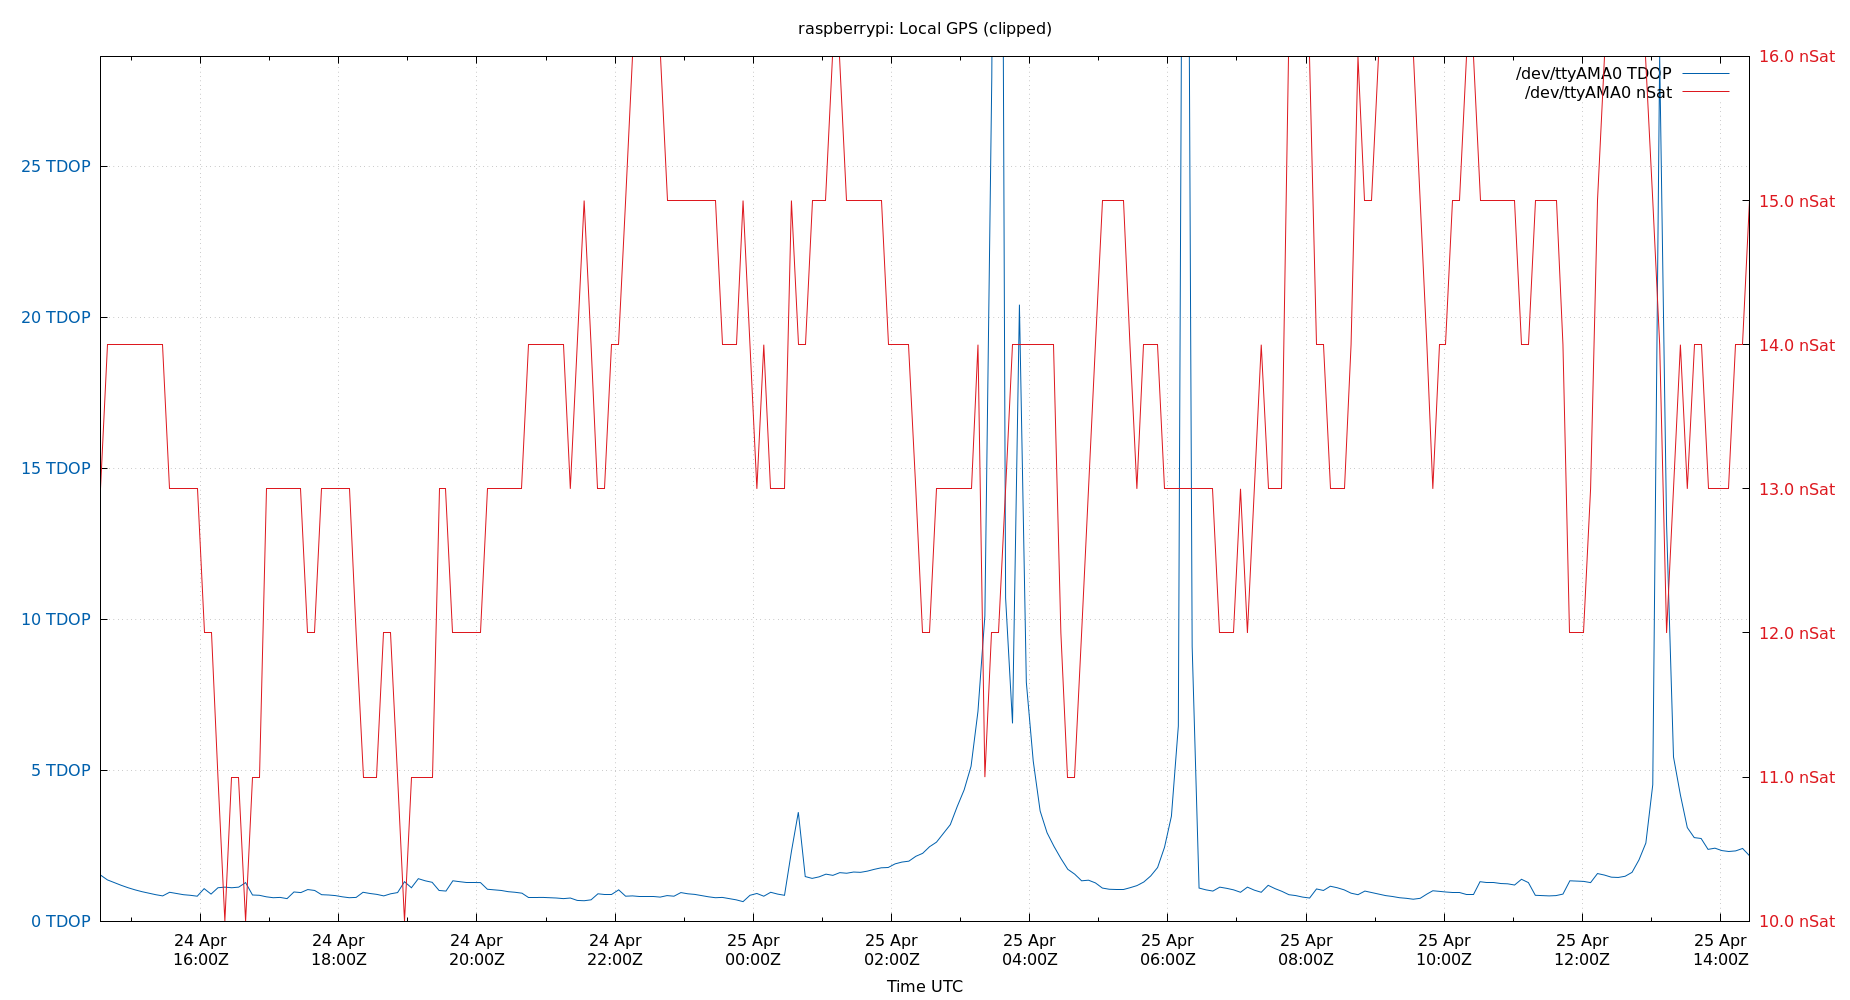 raspberrypi: Local GPS (clipped)
/dev/ttyAMA0 TDOP
/dev/ttyAMA0 nSat
25 TDOP
20 TDOP
15 TDOP
10 TDOP
5 TDOP
0 TDOP
16.0 nSat
15.0 nSat
14.0 nSat
13.0 nSat
12.0 nSat
11.0 nSat
10.0 nSat
24 Apr 24 Apr 24 Apr 24 Apr 25 Apr 25 Apr 25 Apr 25 Apr 25 Apr 25 Apr 25 Apr 25 Apr
16:00Z 18:00Z 20:00Z 22:00Z 00:00Z 02:00Z 04:00Z 06:00Z 08:00Z 10:00Z 12:00Z 14:00Z
Time UTC